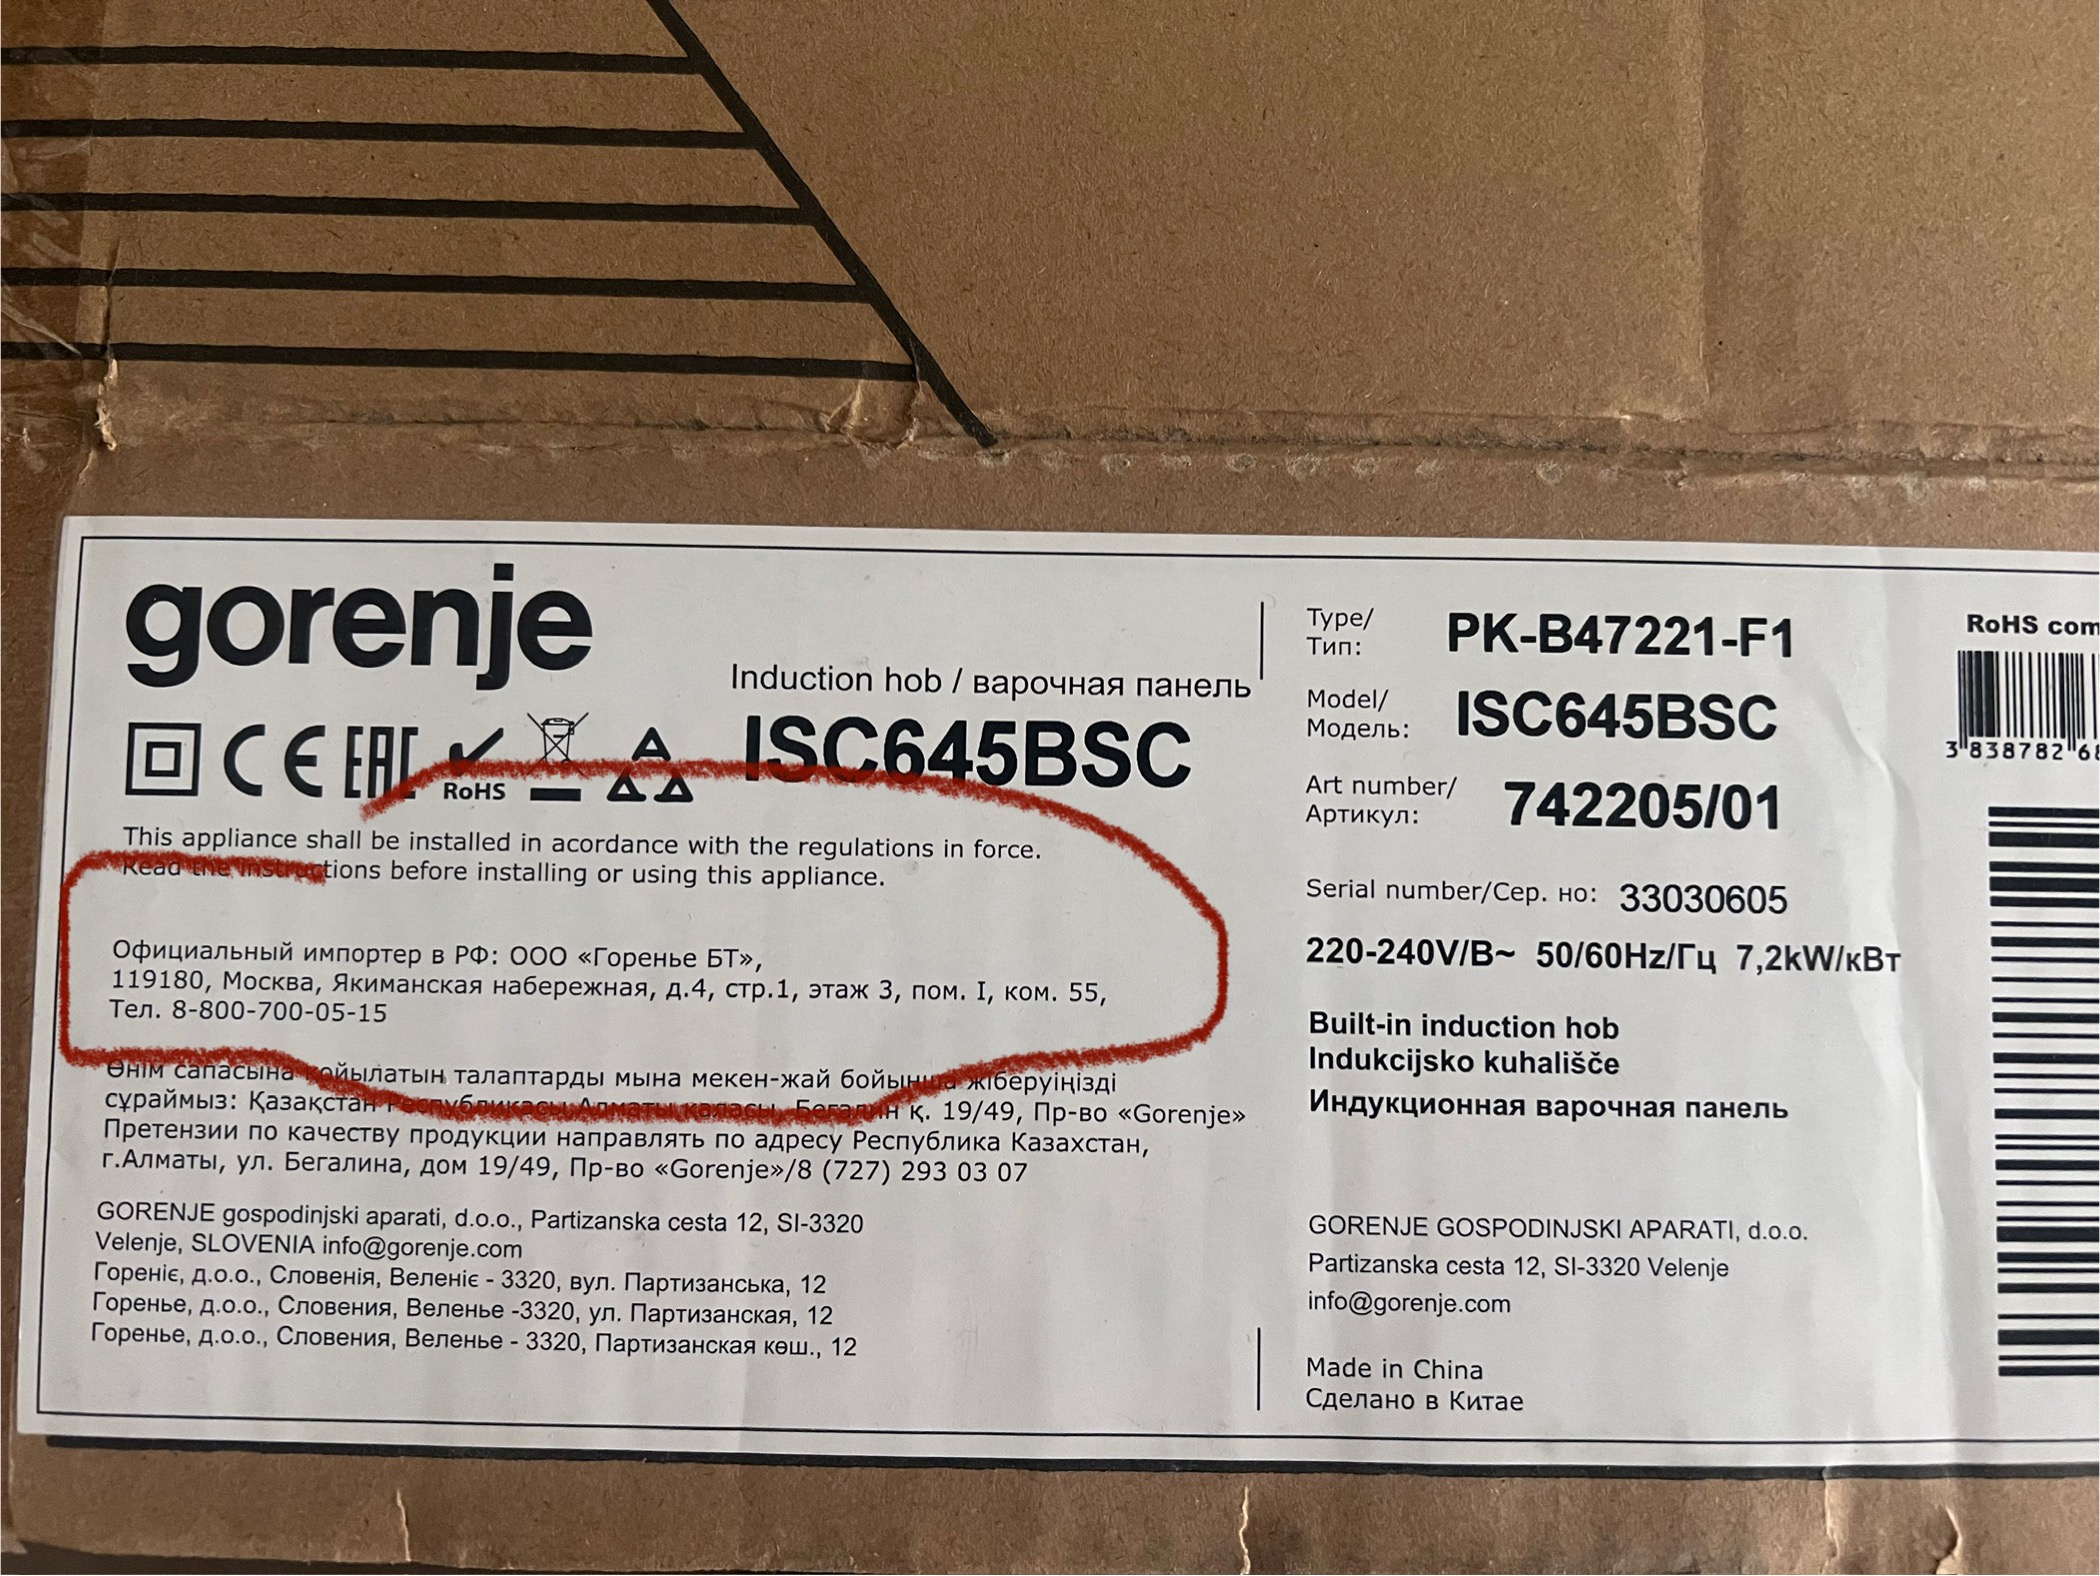 gorenje
Induction hob / варочная панель
ISC645BSC
CE EAC RoHS
This appliance shall be installed in acordance with the regulations in force.
Read the instructions before installing or using this appliance.
Официальный импортер в РФ: ООО «Горенье БТ»,
119180, Москва, Якиманская набережная, д.4, стр.1, этаж 3, пом. I, ком. 55,
Тел. 8-800-700-05-15
Өнім сапасына қойылатын талаптарды мына мекен-жай бойынша жіберуіңізді
сұраймыз: Қазақстан Республикасы Алматы қаласы, Бегалин қ. 19/49, Пр-во «Gorenje»
Претензии по качеству продукции направлять по адресу Республика Казахстан,
г.Алматы, ул. Бегалина, дом 19/49, Пр-во «Gorenje»/8 (727) 293 03 07
GORENJE gospodinjski aparati, d.o.o., Partizanska cesta 12, SI-3320
Velenje, SLOVENIA info@gorenje.com
Гореніє, д.о.о., Словенія, Веленіє - 3320, вул. Партизанська, 12
Горенье, д.о.о., Словения, Веленье -3320, ул. Партизанская, 12
Горенье, д.о.о., Словения, Веленье - 3320, Партизанская көш., 12
Type/ PK-B47221-F1
Тип:
Model/ ISC645BSC
Модель:
Art number/ 742205/01
Артикул:
Serial number/Сер. но: 33030605
220-240V/В~ 50/60Hz/Гц 7,2kW/кВт
Built-in induction hob
Indukcijsko kuhališče
Индукционная варочная панель
GORENJE GOSPODINJSKI APARATI, d.o.o.
Partizanska cesta 12, SI-3320 Velenje
info@gorenje.com
Made in China
Сделано в Китае
RoHS
3 838782